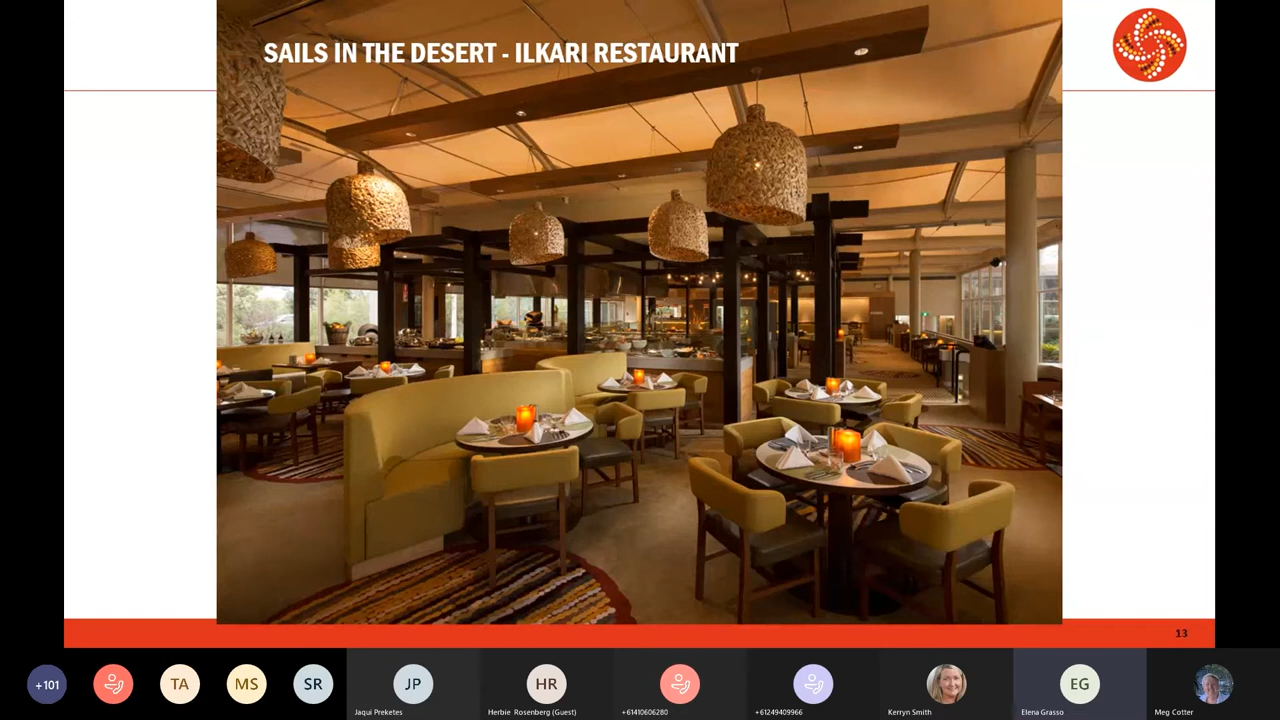 SAILS IN THE DESERT - ILKARI RESTAURANT
13
+101
TA
MS
SR
JP
HR
EG
Jaqui Preketes
Herbie Rosenberg (Guest)
+61410606280
+61249409966
Kerryn Smith
Elena Grasso
Meg Cotter